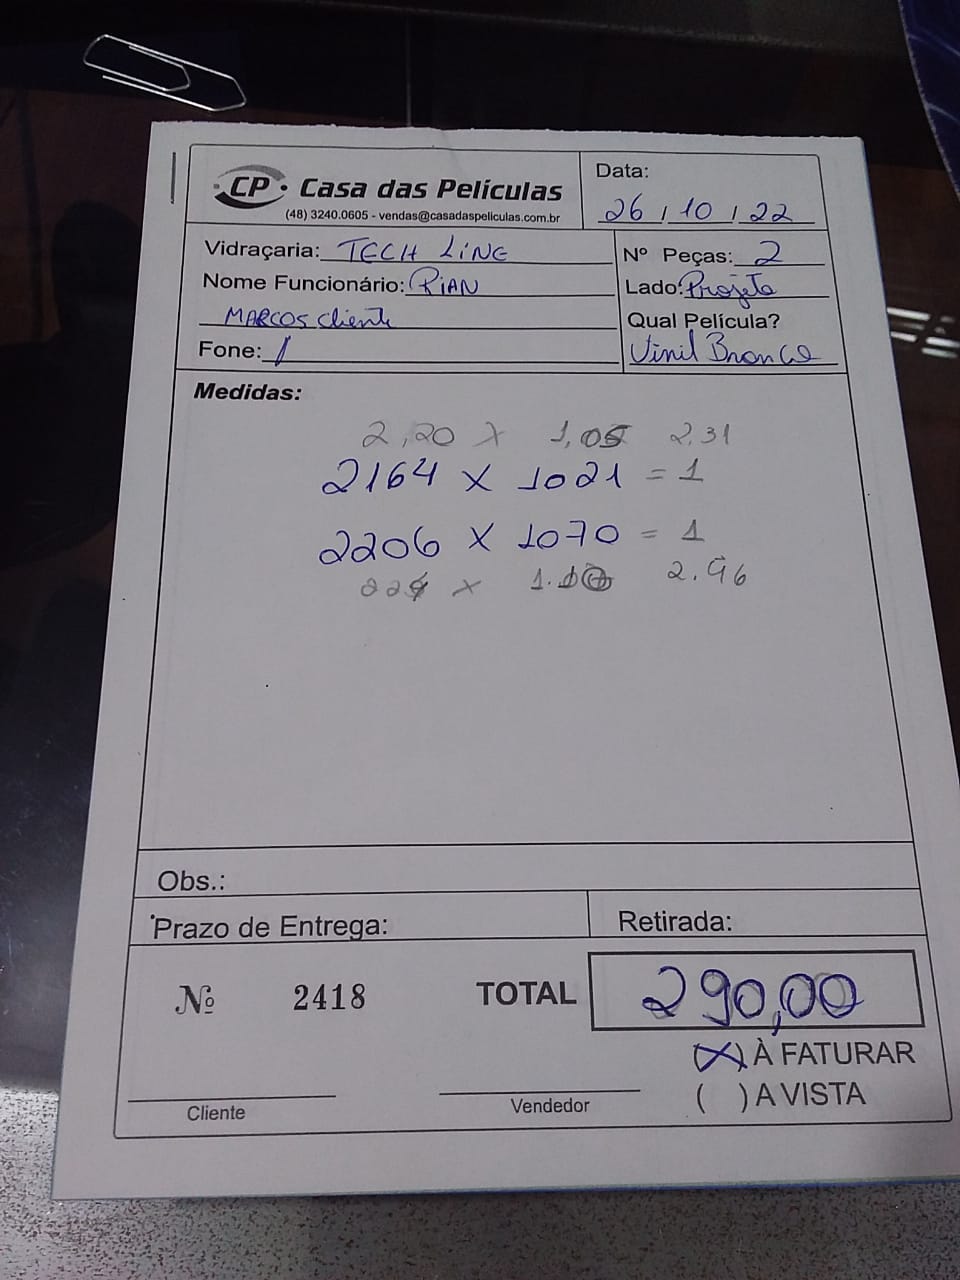 CP Casa das Películas
(48) 3240.0605 - vendas@casadaspeliculas.com.br
Data:
26 / 10 / 22
Vidraçaria: TECH LINE
Nome Funcionário: RIAN
MARCOS cliente
Fone: /
Nº Peças: 2
Lado: Projeto
Qual Película?
Vinil Branco
Medidas:
2,20 x 1,05 2,31
2164 x 1021 = 1
2206 x 1070 = 1
x 2.46
Obs.:
Prazo de Entrega:
Retirada:
Nº 2418
TOTAL 290,00
(X) À FATURAR
( ) A VISTA
Cliente
Vendedor